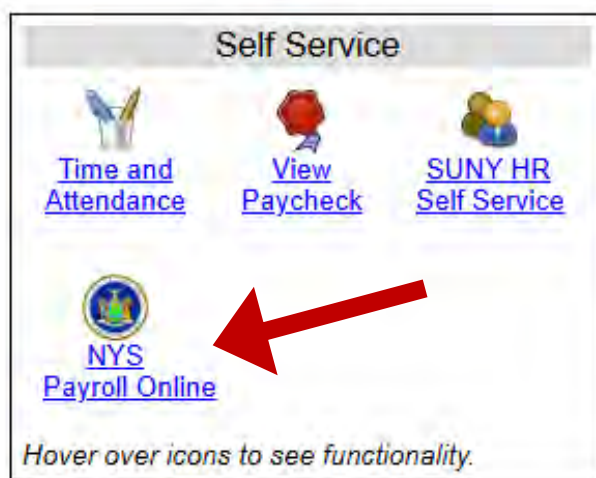 Self Service
Time and View SUNY HR
Attendance Paycheck Self Service
NYS
Payroll Online
Hover over icons to see functionality.